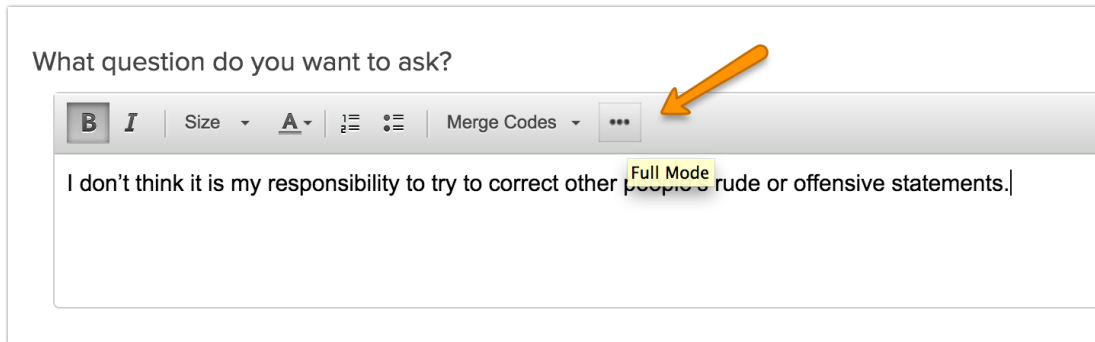 What question do you want to ask?
B I Size A Merge Codes
Full Mode
I don’t think it is my responsibility to try to correct other people's rude or offensive statements.